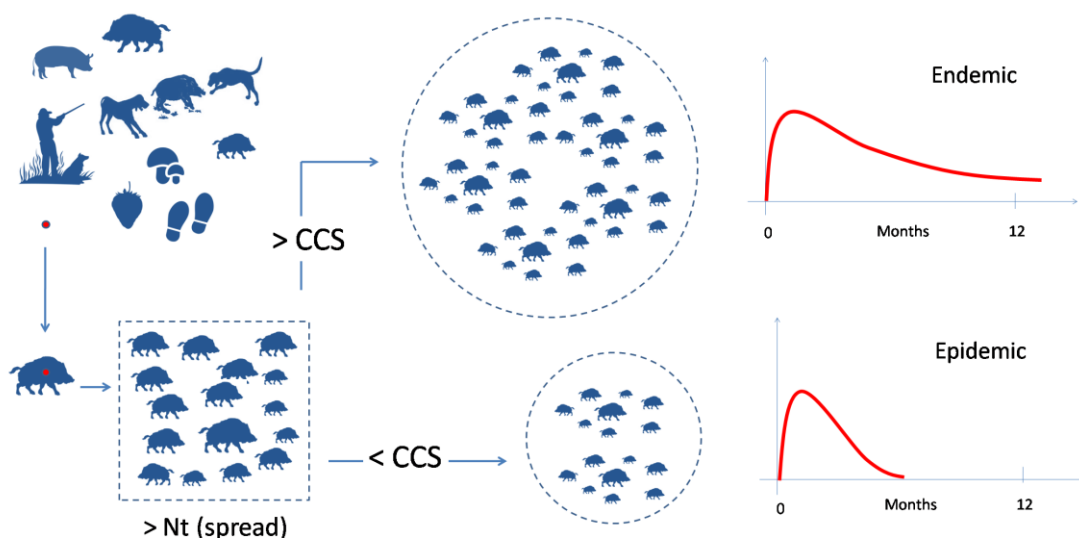 Endemic
0
Months
12
> CCS
Epidemic
< CCS
0
Months
12
> Nt (spread)